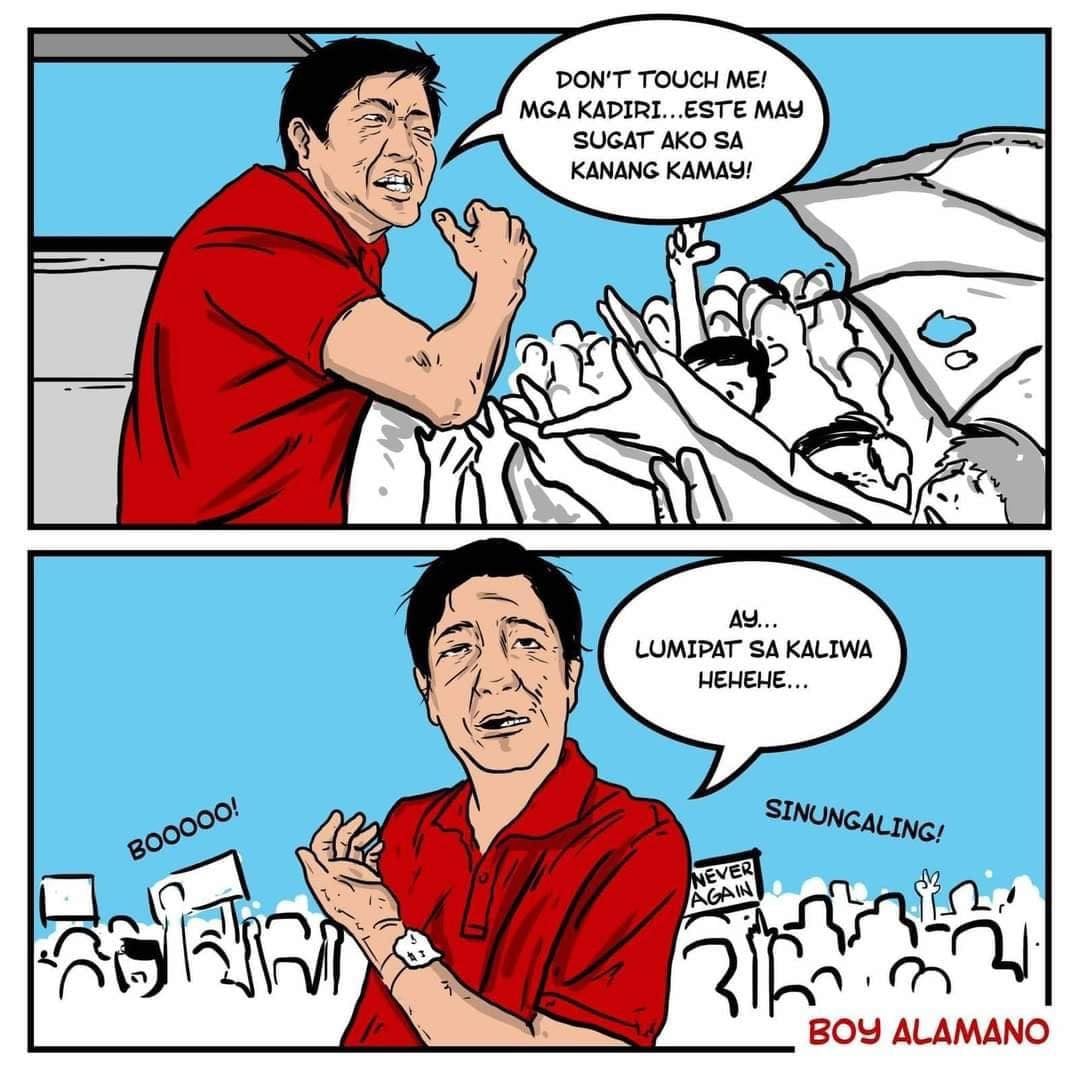 DON'T TOUCH ME!
MGA KADIRI...ESTE MAY
SUGAT AKO SA
KANANG KAMAY!
AY...
LUMIPAT SA KALIWA
HEHEHE...
BOOOOO!
SINUNGALING!
NEVER
AGAIN
BOY ALAMANO